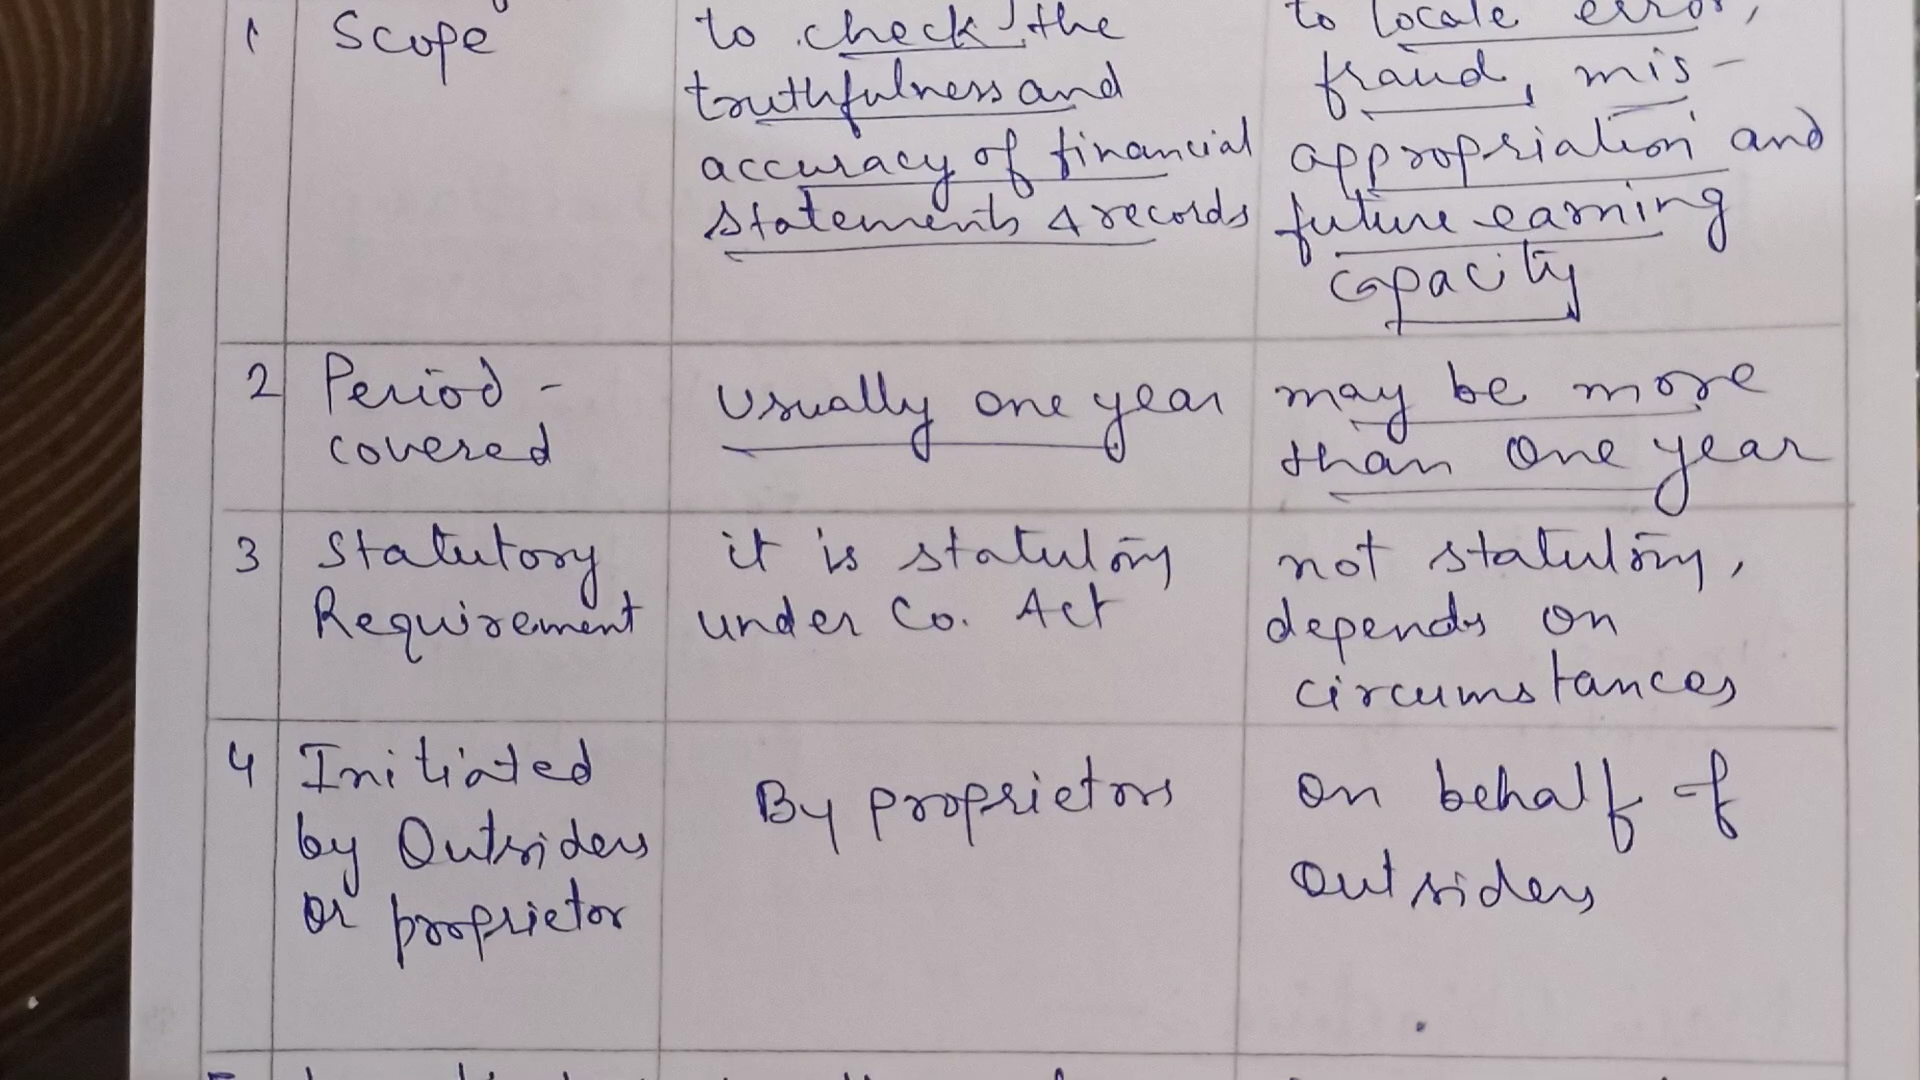 1 Scope
to check the
truthfulness and
accuracy of financial
statements & records
to locate error,
fraud, mis-
appropriation and
future earning
capacity
2 Period -
covered
Usually one year
may be more
than one year
3 Statutory
Requirement
it is statutory
under Co. Act
not statutory,
depends on
circumstances
4 Initiated
by Outsiders
or proprietor
By proprietors
on behalf of
outsiders